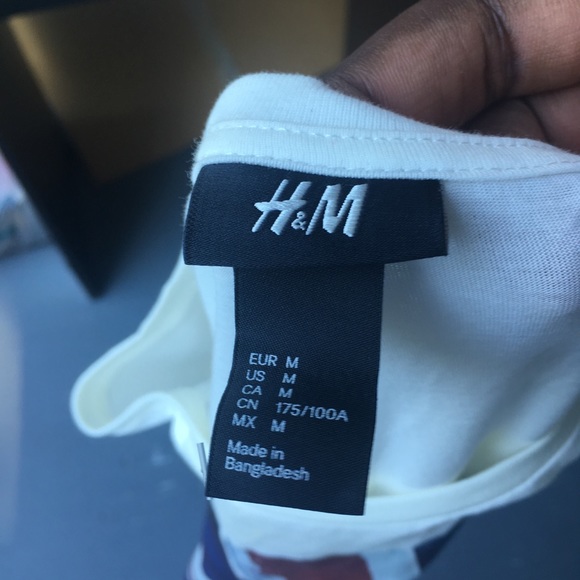 H&M
EUR M
US M
CA M
CN 175/100A
MX M
Made in
Bangladesh